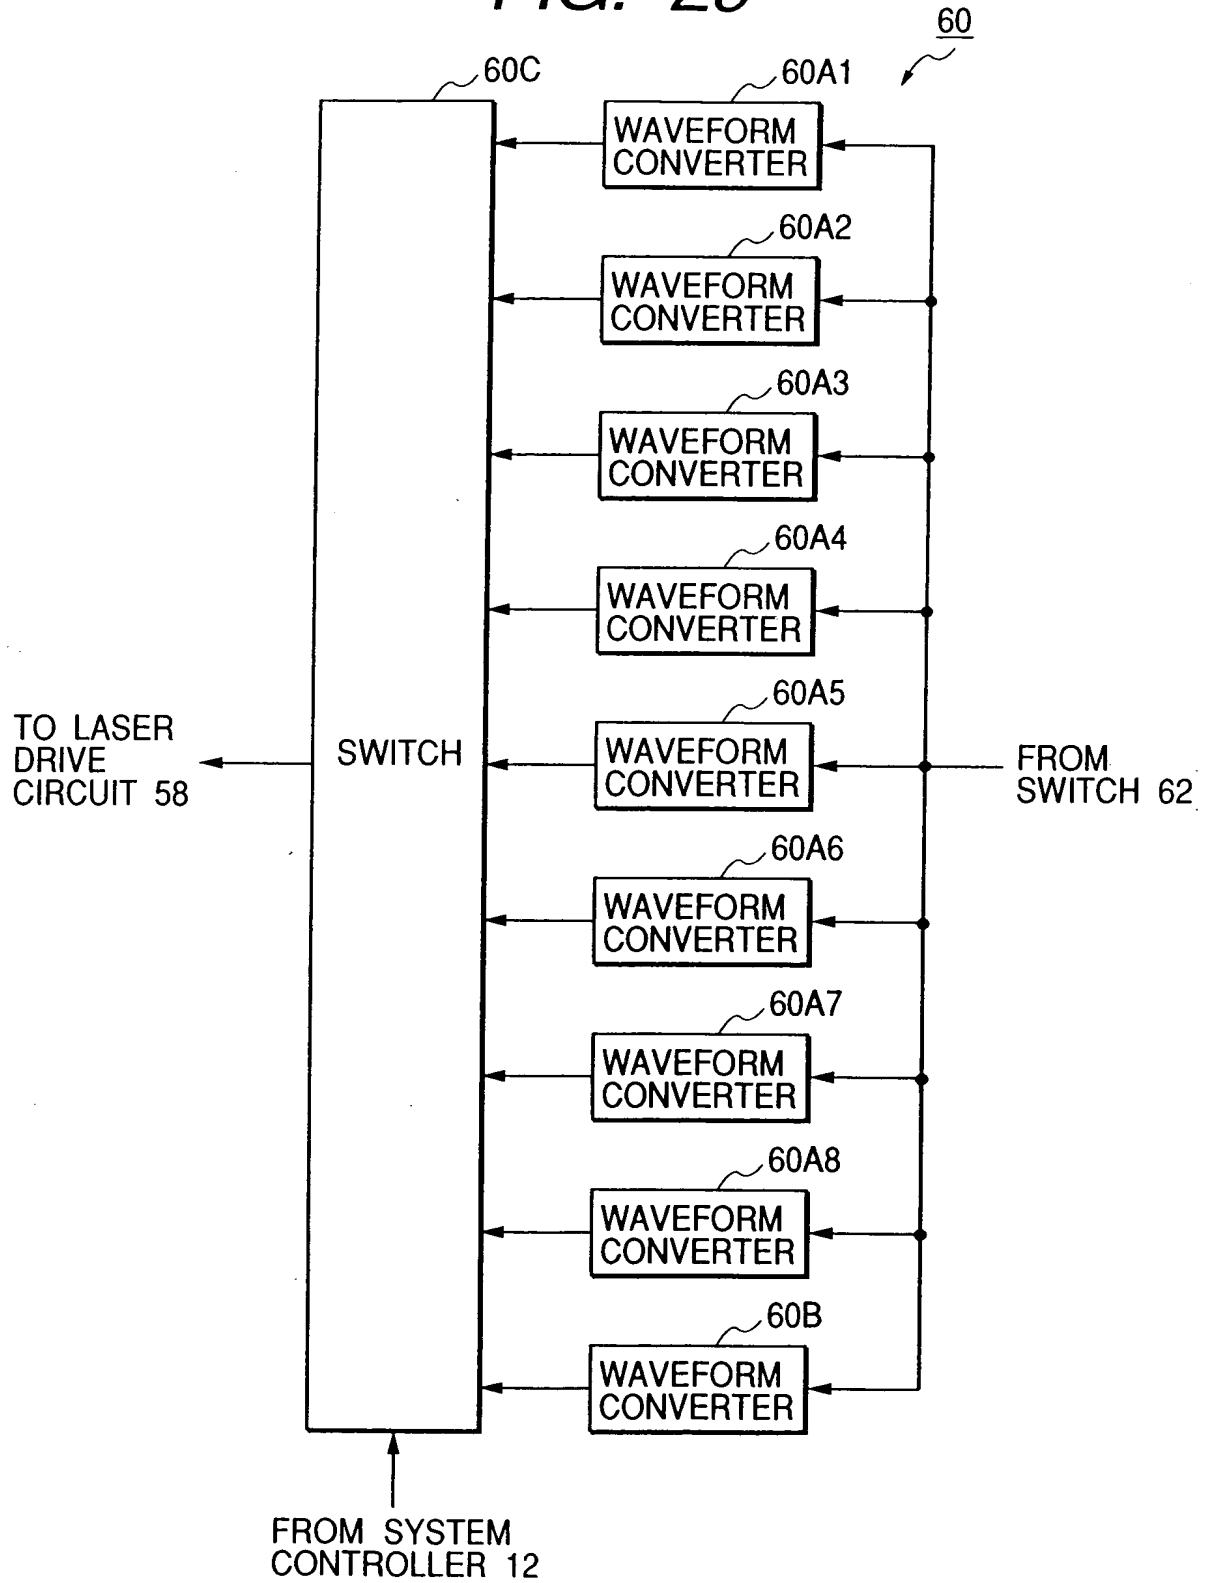 60
60C
60A1
WAVEFORM
CONVERTER
60A2
WAVEFORM
CONVERTER
60A3
WAVEFORM
CONVERTER
60A4
WAVEFORM
CONVERTER
60A5
WAVEFORM
CONVERTER
TO LASER
DRIVE
CIRCUIT 58
SWITCH
FROM
SWITCH 62
60A6
WAVEFORM
CONVERTER
60A7
WAVEFORM
CONVERTER
60A8
WAVEFORM
CONVERTER
60B
WAVEFORM
CONVERTER
FROM SYSTEM
CONTROLLER 12